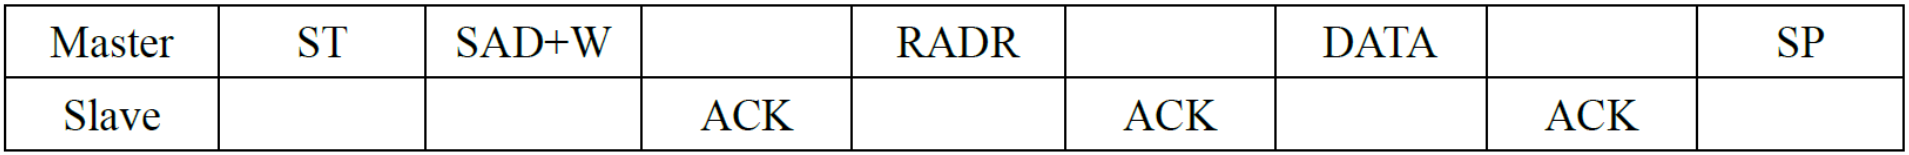 Master ST SAD+W RADR DATA SP
Slave ACK ACK ACK